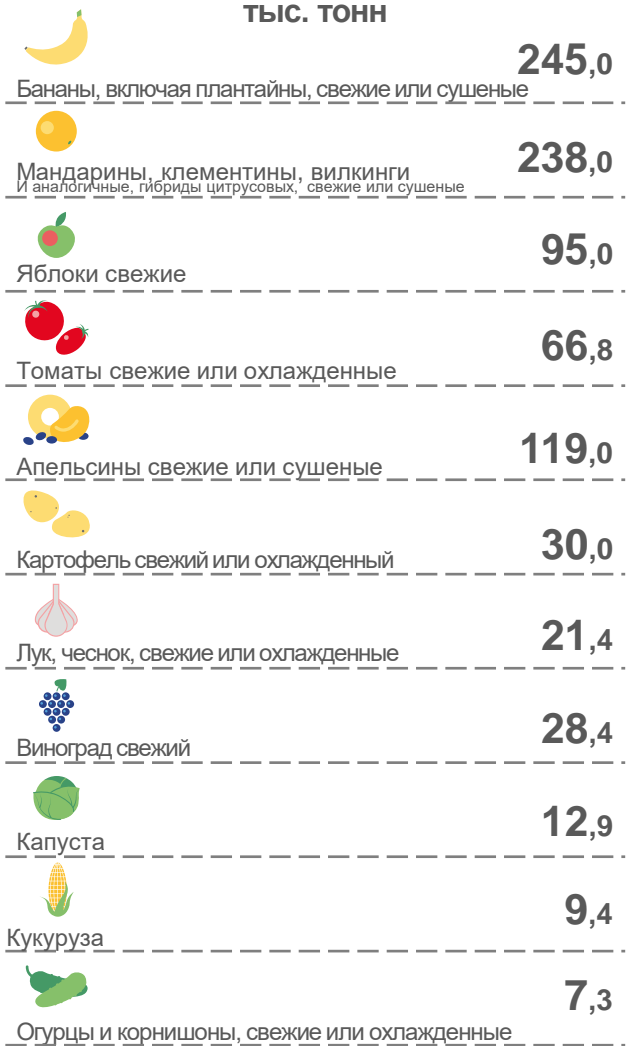 тыс. тонн
245,0
Бананы, включая плантайны, свежие или сушеные
238,0
Мандарины, клементины, вилкинги
И аналогичные, гибриды цитрусовых, свежие или сушеные
95,0
Яблоки свежие
66,8
Томаты свежие или охлажденные
119,0
Апельсины свежие или сушеные
30,0
Картофель свежий или охлажденный
21,4
Лук, чеснок, свежие или охлажденные
28,4
Виноград свежий
12,9
Капуста
9,4
Кукуруза
7,3
Огурцы и корнишоны, свежие или охлажденные